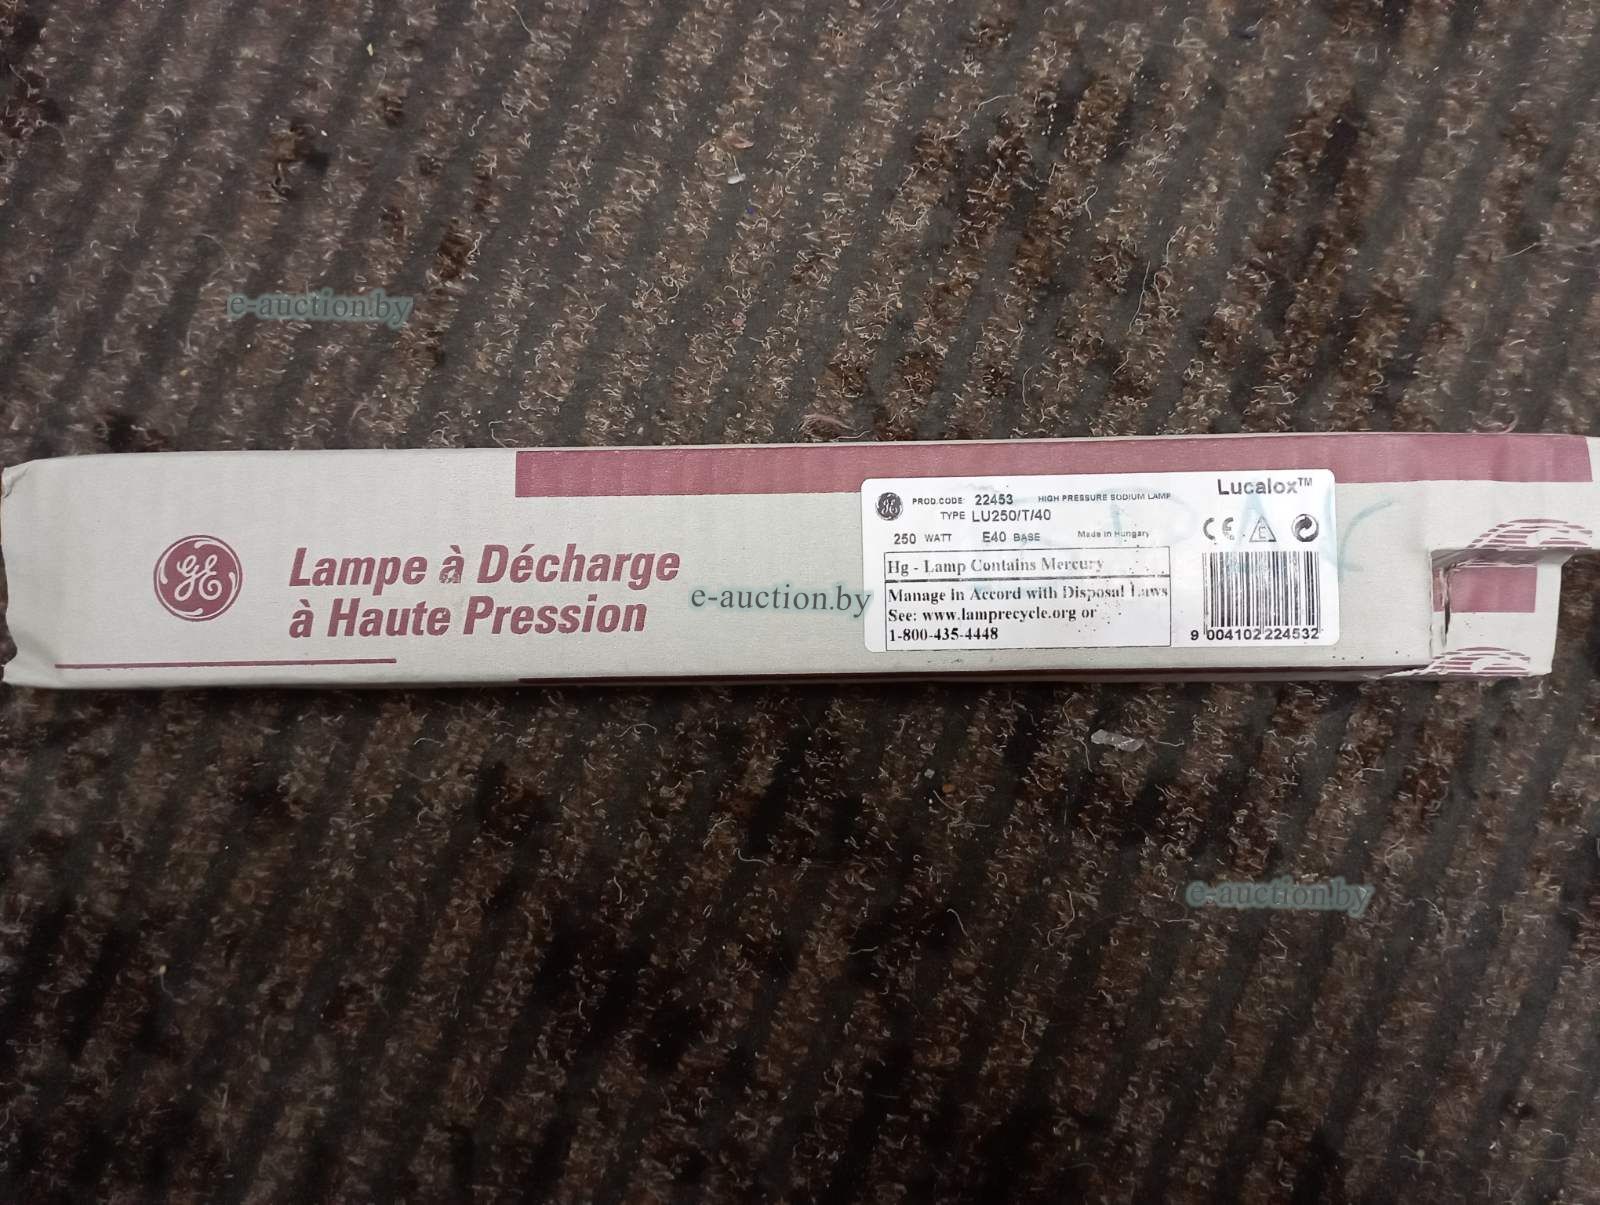 e-auction.by
GE
Lampe à Décharge
à Haute Pression
e-auction.by
GE
PROD.CODE: 22453 HIGH PRESSURE SODIUM LAMP
Lucalox™
TYPE LU250/T/40
250 WATT E40 BASE Made in Hungary
CE
Hg - Lamp Contains Mercury
Manage in Accord with Disposal Laws
See: www.lamprecycle.org or
1-800-435-4448
9 004102 224532
e-auction.by